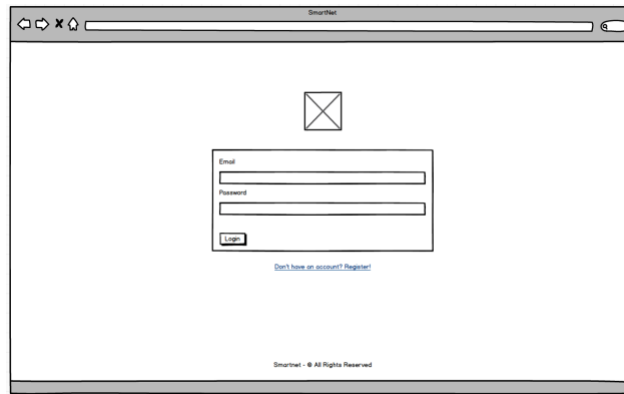 SmartNet
Email
Password
Login
Don't have an account? Register!
Smartnet - © All Rights Reserved